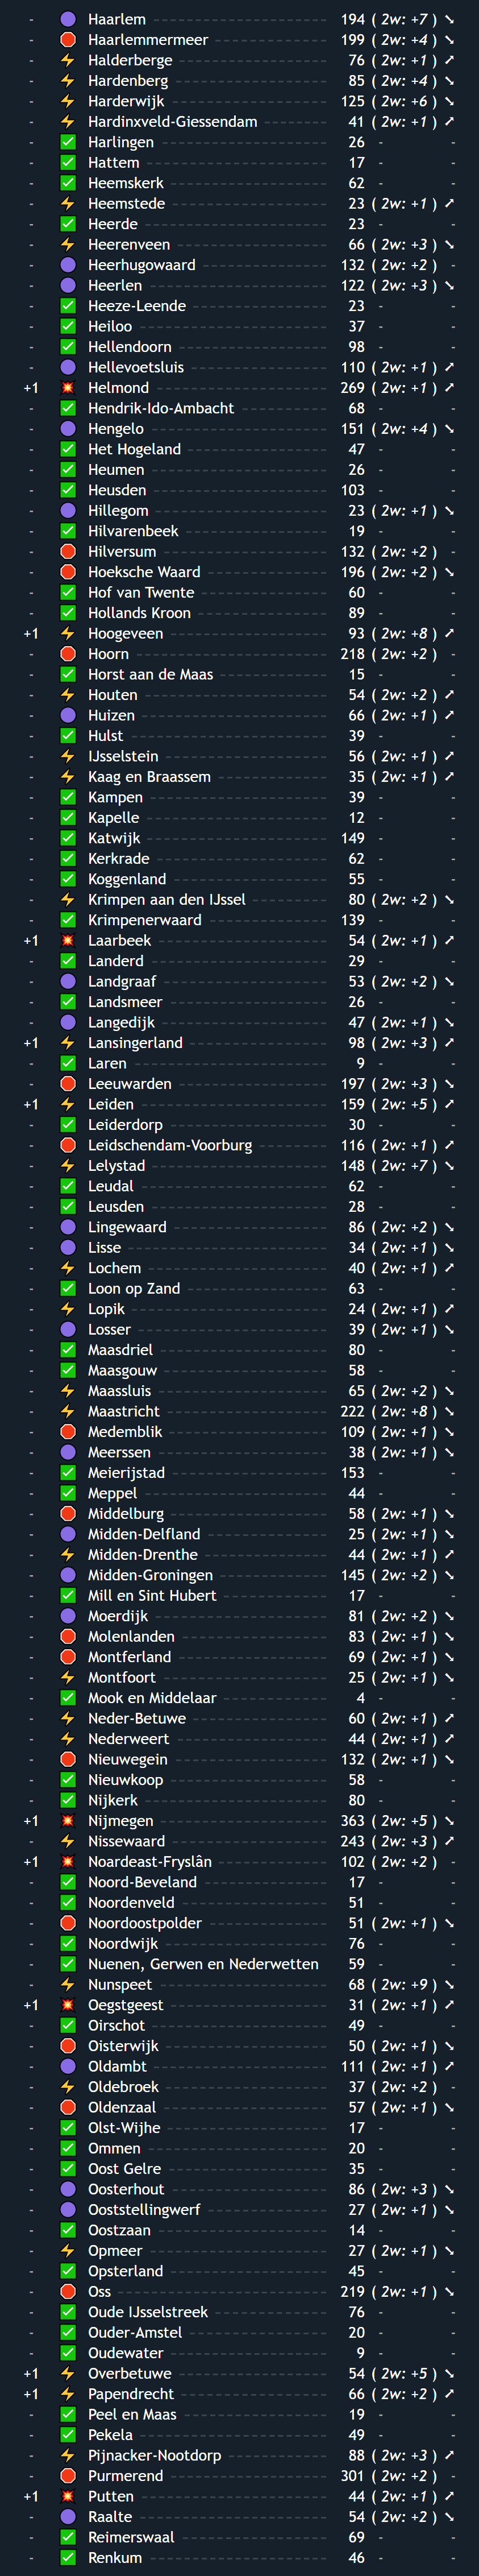 - 🟣 Haarlem 194 ( 2w: +7 ) ➘
- 🛑 Haarlemmermeer 199 ( 2w: +4 ) ➘
- ⚡ Halderberge 76 ( 2w: +1 ) ➚
- ⚡ Hardenberg 85 ( 2w: +4 ) ➘
- ⚡ Harderwijk 125 ( 2w: +6 ) ➘
- ⚡ Hardinxveld-Giessendam 41 ( 2w: +1 ) ➚
- ✅ Harlingen 26 - -
- ✅ Hattem 17 - -
- ✅ Heemskerk 62 - -
- ⚡ Heemstede 23 ( 2w: +1 ) ➚
- ✅ Heerde 23 - -
- ⚡ Heerenveen 66 ( 2w: +3 ) ➘
- 🟣 Heerhugowaard 132 ( 2w: +2 ) -
- 🟣 Heerlen 122 ( 2w: +3 ) ➘
- ✅ Heeze-Leende 23 - -
- ✅ Heiloo 37 - -
- ✅ Hellendoorn 98 - -
- 🟣 Hellevoetsluis 110 ( 2w: +1 ) ➚
+1 💥 Helmond 269 ( 2w: +1 ) ➚
- ✅ Hendrik-Ido-Ambacht 68 - -
- 🟣 Hengelo 151 ( 2w: +4 ) ➘
- ✅ Het Hogeland 47 - -
- ✅ Heumen 26 - -
- ✅ Heusden 103 - -
- 🟣 Hillegom 23 ( 2w: +1 ) ➘
- ✅ Hilvarenbeek 19 - -
- 🛑 Hilversum 132 ( 2w: +2 ) -
- 🛑 Hoeksche Waard 196 ( 2w: +2 ) ➘
- ✅ Hof van Twente 60 - -
- ✅ Hollands Kroon 89 - -
+1 ⚡ Hoogeveen 93 ( 2w: +8 ) ➚
- 🛑 Hoorn 218 ( 2w: +2 ) -
- ✅ Horst aan de Maas 15 - -
- ⚡ Houten 54 ( 2w: +2 ) ➚
- 🟣 Huizen 66 ( 2w: +1 ) ➚
- ✅ Hulst 39 - -
- ⚡ IJsselstein 56 ( 2w: +1 ) ➚
- ⚡ Kaag en Braassem 35 ( 2w: +1 ) ➚
- ✅ Kampen 39 - -
- ✅ Kapelle 12 - -
- ✅ Katwijk 149 - -
- ✅ Kerkrade 62 - -
- ✅ Koggenland 55 - -
- ⚡ Krimpen aan den IJssel 80 ( 2w: +2 ) ➘
- ✅ Krimpenerwaard 139 - -
+1 💥 Laarbeek 54 ( 2w: +1 ) ➚
- ✅ Landerd 29 - -
- 🟣 Landgraaf 53 ( 2w: +2 ) ➘
- ✅ Landsmeer 26 - -
- 🟣 Langedijk 47 ( 2w: +1 ) ➘
+1 ⚡ Lansingerland 98 ( 2w: +3 ) ➚
- ✅ Laren 9 - -
- 🛑 Leeuwarden 197 ( 2w: +3 ) ➘
+1 ⚡ Leiden 159 ( 2w: +5 ) ➚
- ✅ Leiderdorp 30 - -
- 🛑 Leidschendam-Voorburg 116 ( 2w: +1 ) ➚
- ⚡ Lelystad 148 ( 2w: +7 ) ➘
- ✅ Leudal 62 - -
- ✅ Leusden 28 - -
- 🟣 Lingewaard 86 ( 2w: +2 ) ➘
- 🟣 Lisse 34 ( 2w: +1 ) ➘
- ⚡ Lochem 40 ( 2w: +1 ) ➚
- ✅ Loon op Zand 63 - -
- ⚡ Lopik 24 ( 2w: +1 ) ➚
- 🟣 Losser 39 ( 2w: +1 ) ➘
- ✅ Maasdriel 80 - -
- ✅ Maasgouw 58 - -
- ⚡ Maassluis 65 ( 2w: +2 ) ➘
- ⚡ Maastricht 222 ( 2w: +8 ) ➘
- 🛑 Medemblik 109 ( 2w: +1 ) ➘
- 🟣 Meerssen 38 ( 2w: +1 ) ➘
- ✅ Meierijstad 153 - -
- ✅ Meppel 44 - -
- 🛑 Middelburg 58 ( 2w: +1 ) ➘
- 🟣 Midden-Delfland 25 ( 2w: +1 ) ➘
- ⚡ Midden-Drenthe 44 ( 2w: +1 ) ➚
- 🟣 Midden-Groningen 145 ( 2w: +2 ) ➘
- ✅ Mill en Sint Hubert 17 - -
- 🟣 Moerdijk 81 ( 2w: +2 ) ➘
- 🛑 Molenlanden 83 ( 2w: +1 ) ➘
- 🛑 Montferland 69 ( 2w: +1 ) ➘
- ⚡ Montfoort 25 ( 2w: +1 ) ➘
- ✅ Mook en Middelaar 4 - -
- ⚡ Neder-Betuwe 60 ( 2w: +1 ) ➚
- ⚡ Nederweert 44 ( 2w: +1 ) ➚
- 🛑 Nieuwegein 132 ( 2w: +1 ) ➘
- ✅ Nieuwkoop 58 - -
- ✅ Nijkerk 80 - -
+1 💥 Nijmegen 363 ( 2w: +5 ) ➘
- ⚡ Nissewaard 243 ( 2w: +3 ) ➚
+1 💥 Noardeast-Fryslân 102 ( 2w: +2 ) -
- ✅ Noord-Beveland 17 - -
- ✅ Noordenveld 51 - -
- 🛑 Noordoostpolder 51 ( 2w: +1 ) ➘
- ✅ Noordwijk 76 - -
- ✅ Nuenen, Gerwen en Nederwetten 59 - -
- ⚡ Nunspeet 68 ( 2w: +9 ) ➘
+1 💥 Oegstgeest 31 ( 2w: +1 ) ➚
- ✅ Oirschot 49 - -
- 🛑 Oisterwijk 50 ( 2w: +1 ) ➘
- 🟣 Oldambt 111 ( 2w: +1 ) ➚
- ⚡ Oldebroek 37 ( 2w: +2 ) -
- 🛑 Oldenzaal 57 ( 2w: +1 ) ➘
- ✅ Olst-Wijhe 17 - -
- ✅ Ommen 20 - -
- ✅ Oost Gelre 35 - -
- 🟣 Oosterhout 86 ( 2w: +3 ) ➘
- 🟣 Ooststellingwerf 27 ( 2w: +1 ) ➘
- ✅ Oostzaan 14 - -
- ⚡ Opmeer 27 ( 2w: +1 ) ➘
- ✅ Opsterland 45 - -
- 🛑 Oss 219 ( 2w: +1 ) ➘
- ✅ Oude IJsselstreek 76 - -
- ✅ Ouder-Amstel 20 - -
- ✅ Oudewater 9 - -
+1 ⚡ Overbetuwe 54 ( 2w: +5 ) ➘
+1 ⚡ Papendrecht 66 ( 2w: +2 ) ➚
- ✅ Peel en Maas 19 - -
- ✅ Pekela 49 - -
- ⚡ Pijnacker-Nootdorp 88 ( 2w: +3 ) ➚
- 🛑 Purmerend 301 ( 2w: +2 ) -
+1 💥 Putten 44 ( 2w: +1 ) ➚
- 🟣 Raalte 54 ( 2w: +2 ) ➘
- ✅ Reimerswaal 69 - -
- ✅ Renkum 46 - -